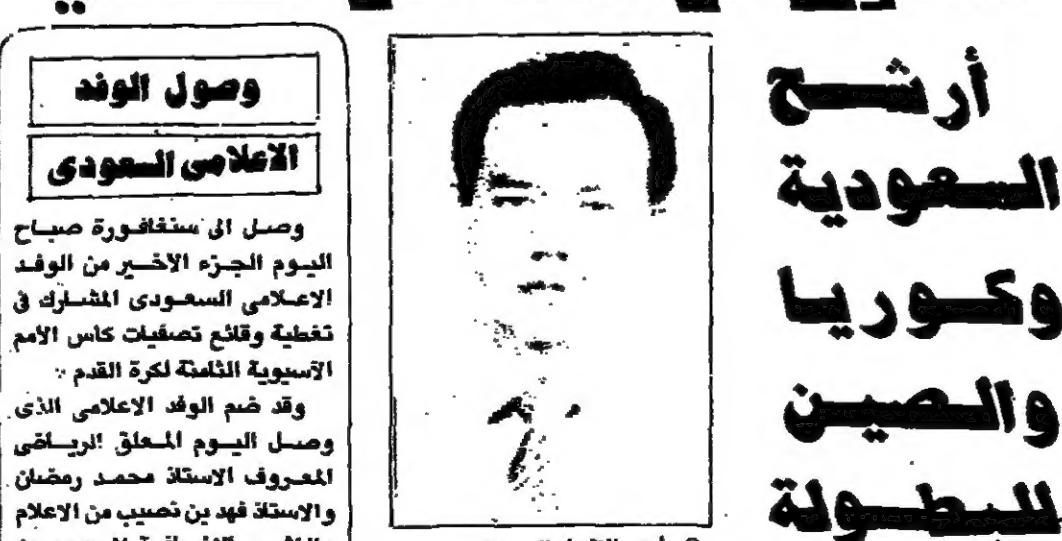 أرشح
السعودية
وكوريا
والصين
للبطولة
وصول الوفد
الاعلامى السعودى
وصل الى سنغافورة صباح
اليوم الجزء الاخير من الوفد
الاعلامى السعودى المشارك فى
تغطية وقائع تصفيات كأس الأمم
الآسيوية الثامنة لكرة القدم .
وقد ضم الوفد الاعلامى الذى
وصل اليوم المعلق الرياضى
المعروف الاستاذ محمد رمضان
والاستاذ فهد بن نصيب من الاعلام